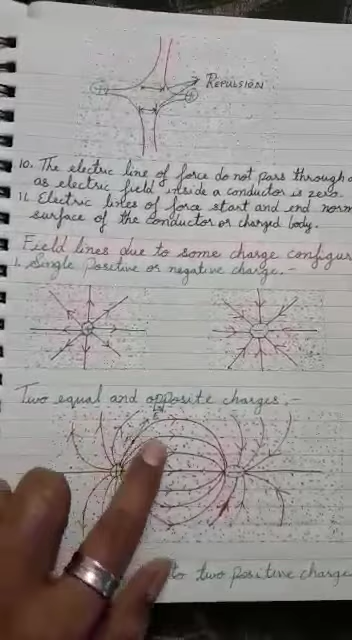 Repulsion
10. The electric line of force do not pass through a
as electric field inside a conductor is zero.
11. Electric lines of force start and end norm
surface of the conductor or charged body.
Field lines due to some charge configur
1. Single positive or negative charge. -
Two equal and opposite charges. -
to two positive charge